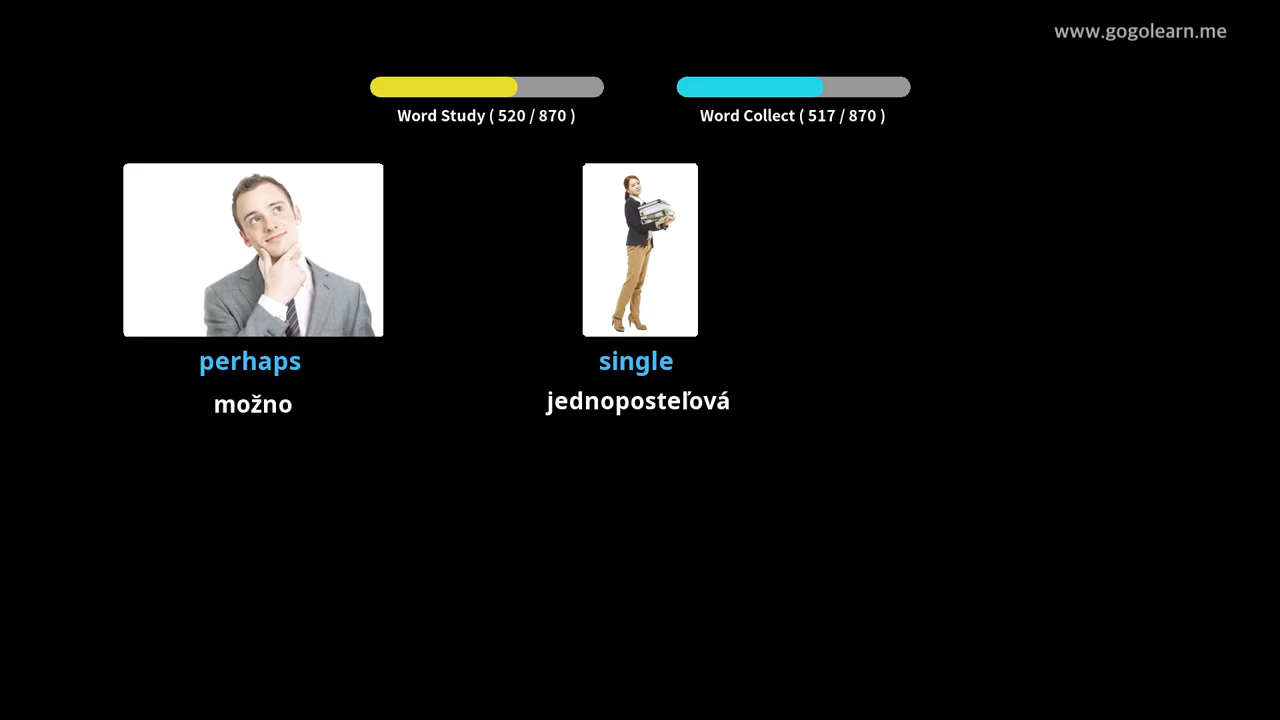 www.gogolearn.me
Word Study ( 520 / 870 )
Word Collect ( 517 / 870 )
perhaps
možno
single
jednoposteľová